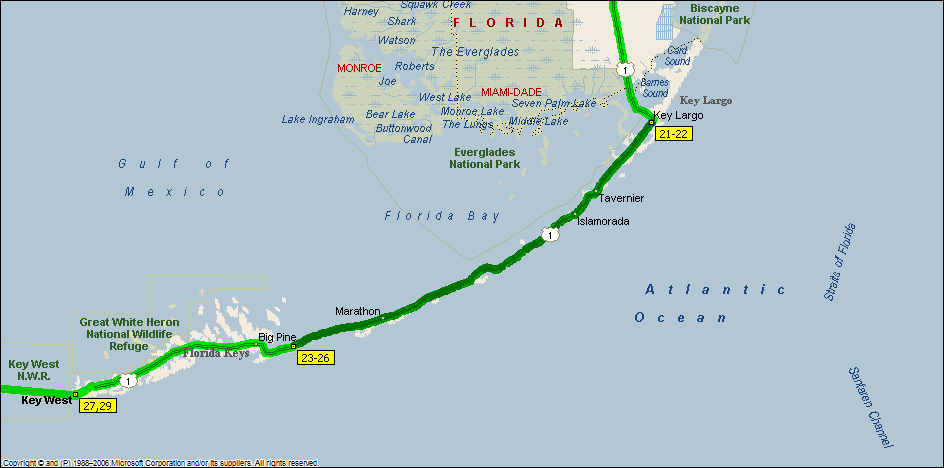 Squawk Creek
Harney
Shark
FLORIDA
Biscayne
National Park
Watson
The Everglades
Card
Sound
MONROE
Roberts
1
Joe
Barnes
Sound
MIAMI-DADE
West Lake
Seven Palm Lake
Key Largo
Bear Lake
Monroe Lake
Key Largo
Lake Ingraham
The Lungs
Middle Lake
Buttonwood
Canal
21-22
Everglades
National Park
Gulf of
Mexico
Tavernier
Florida Bay
Islamorada
1
Straits of Florida
Atlantic
Ocean
Marathon
Great White Heron
National Wildlife
Refuge
Big Pine
Florida Keys
23-26
Key West
N.W.R.
1
Key West
27,29
Santaren Channel
Copyright © and (P) 1988–2006 Microsoft Corporation and/or its suppliers. All rights reserved.